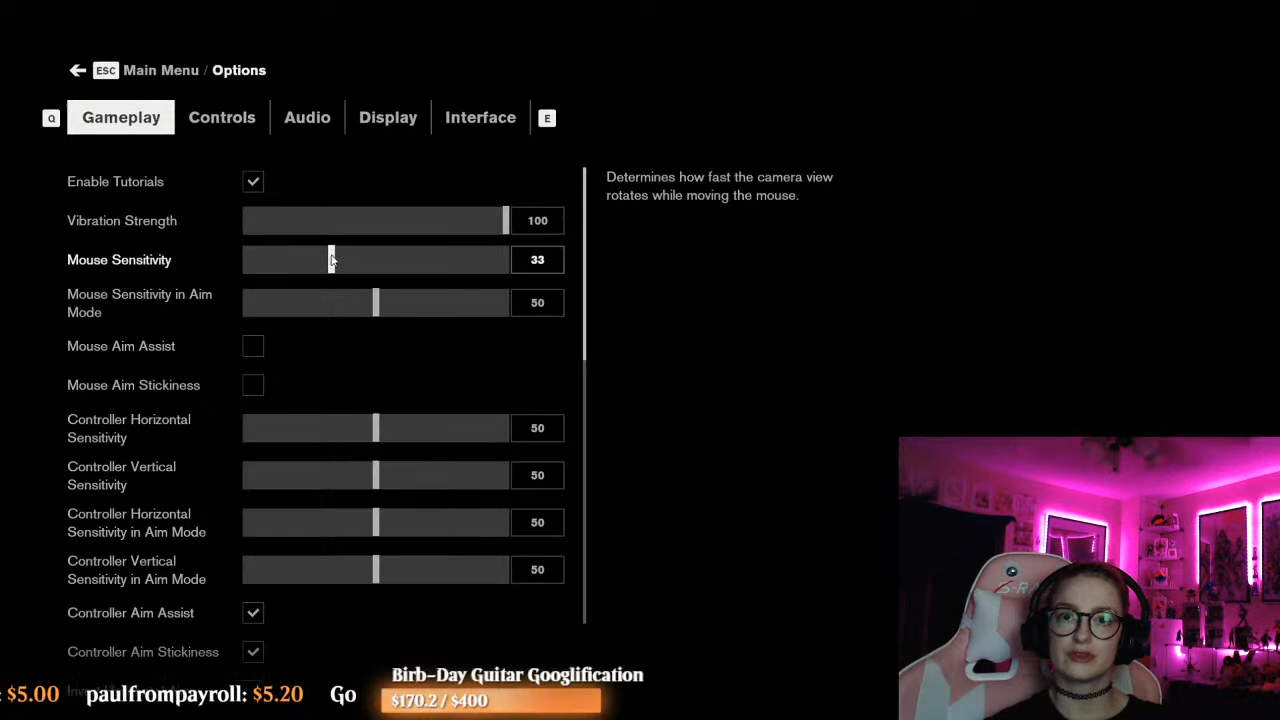 ESC Main Menu / Options
Q Gameplay Controls Audio Display Interface E
Enable Tutorials
Vibration Strength 100
Mouse Sensitivity 33
Mouse Sensitivity in Aim
Mode 50
Mouse Aim Assist
Mouse Aim Stickiness
Controller Horizontal
Sensitivity 50
Controller Vertical
Sensitivity 50
Controller Horizontal
Sensitivity in Aim Mode 50
Controller Vertical
Sensitivity in Aim Mode 50
Controller Aim Assist
Controller Aim Stickiness
Determines how fast the camera view
rotates while moving the mouse.
: $5.00 paulfrompayroll: $5.20 Go
Birb-Day Guitar Googlification
$170.2 / $400